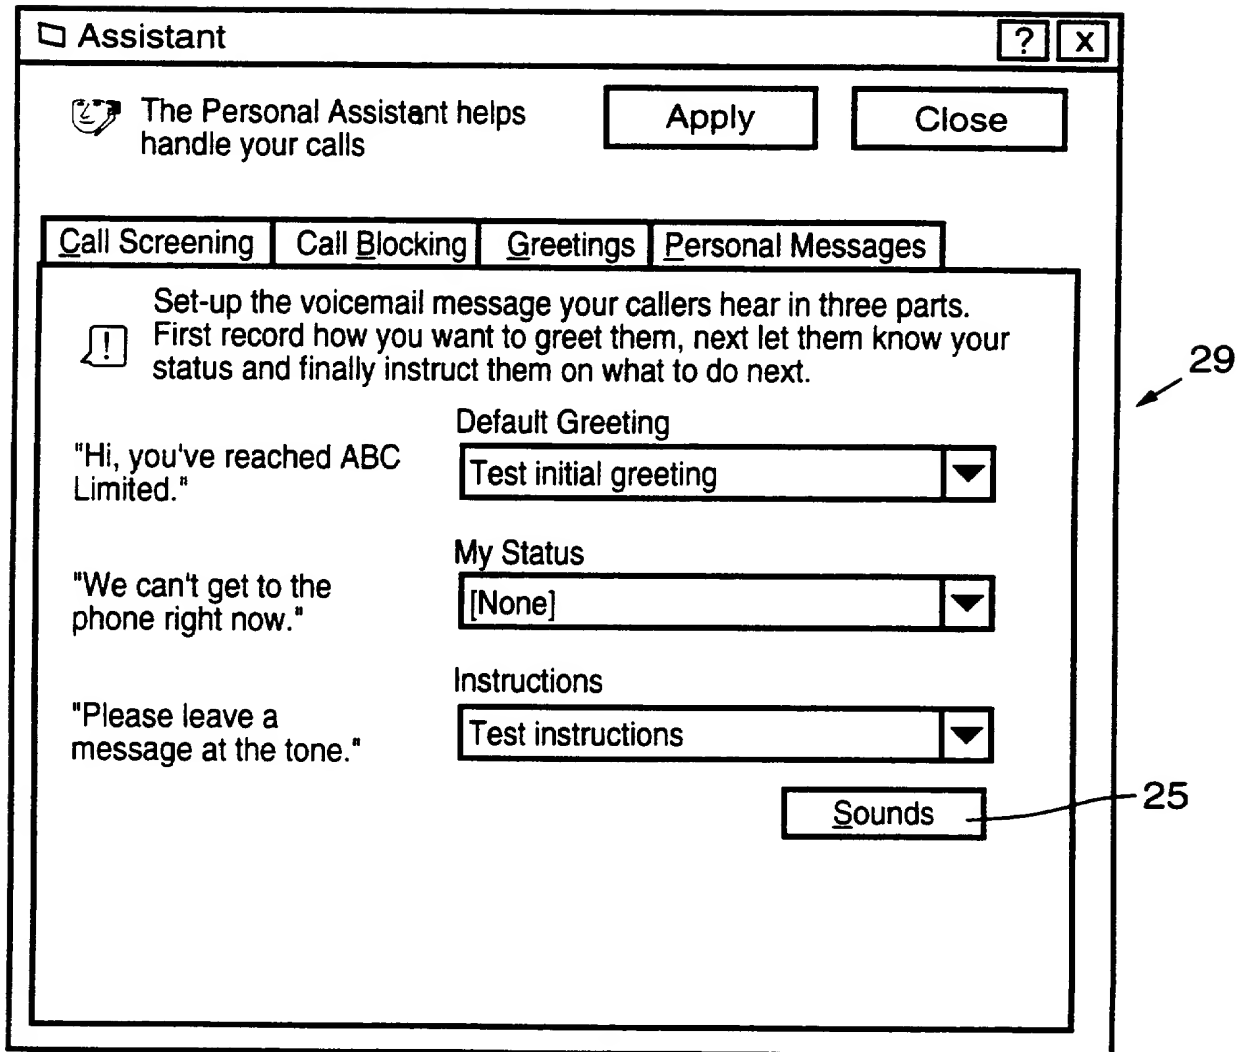 Assistant
? X
The Personal Assistant helps
handle your calls
Apply
Close
Call Screening
Call Blocking
Greetings
Personal Messages
Set-up the voicemail message your callers hear in three parts.
First record how you want to greet them, next let them know your
status and finally instruct them on what to do next.
29
Default Greeting
"Hi, you've reached ABC
Limited."
Test initial greeting
My Status
"We can't get to the
phone right now."
[None]
Instructions
"Please leave a
message at the tone."
Test instructions
Sounds
25